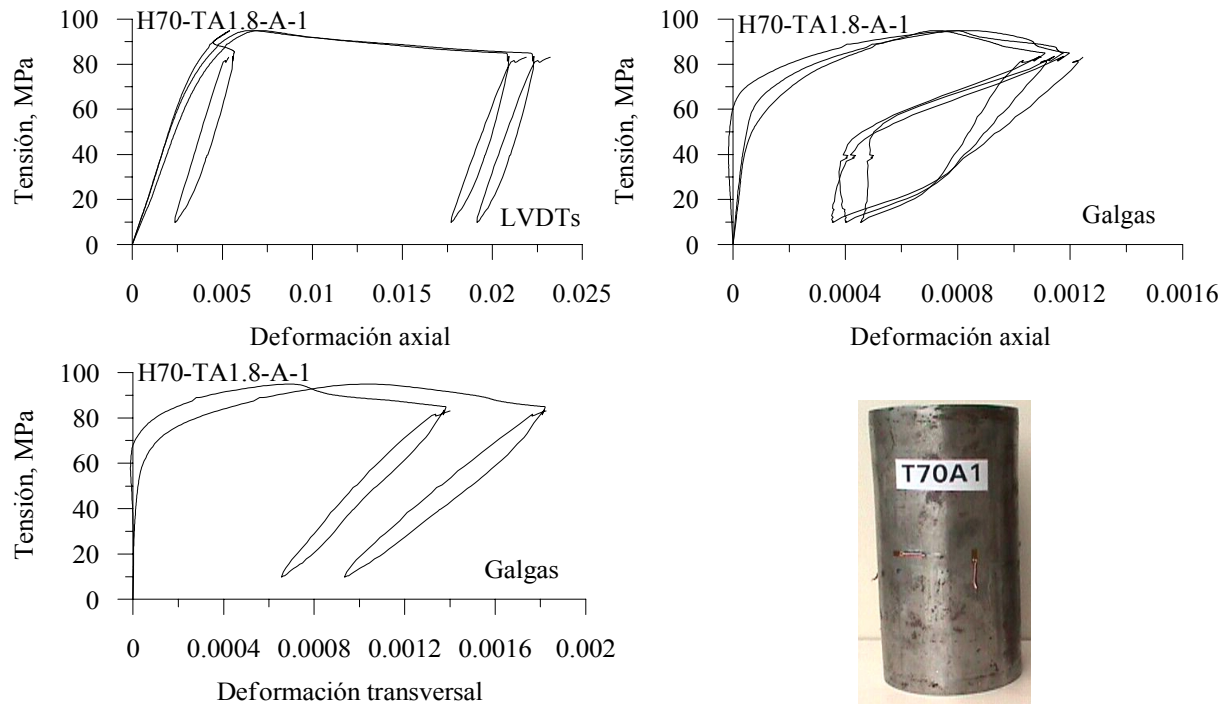 H70-TA1.8-A-1
Tensión, MPa
100
80
60
40
20
0
LVDTs
0 0.005 0.01 0.015 0.02 0.025
Deformación axial
H70-TA1.8-A-1
Tensión, MPa
100
80
60
40
20
0
Galgas
0 0.0004 0.0008 0.0012 0.0016
Deformación axial
H70-TA1.8-A-1
Tensión, MPa
100
80
60
40
20
0
Galgas
0 0.0004 0.0008 0.0012 0.0016 0.002
Deformación transversal
T70A1